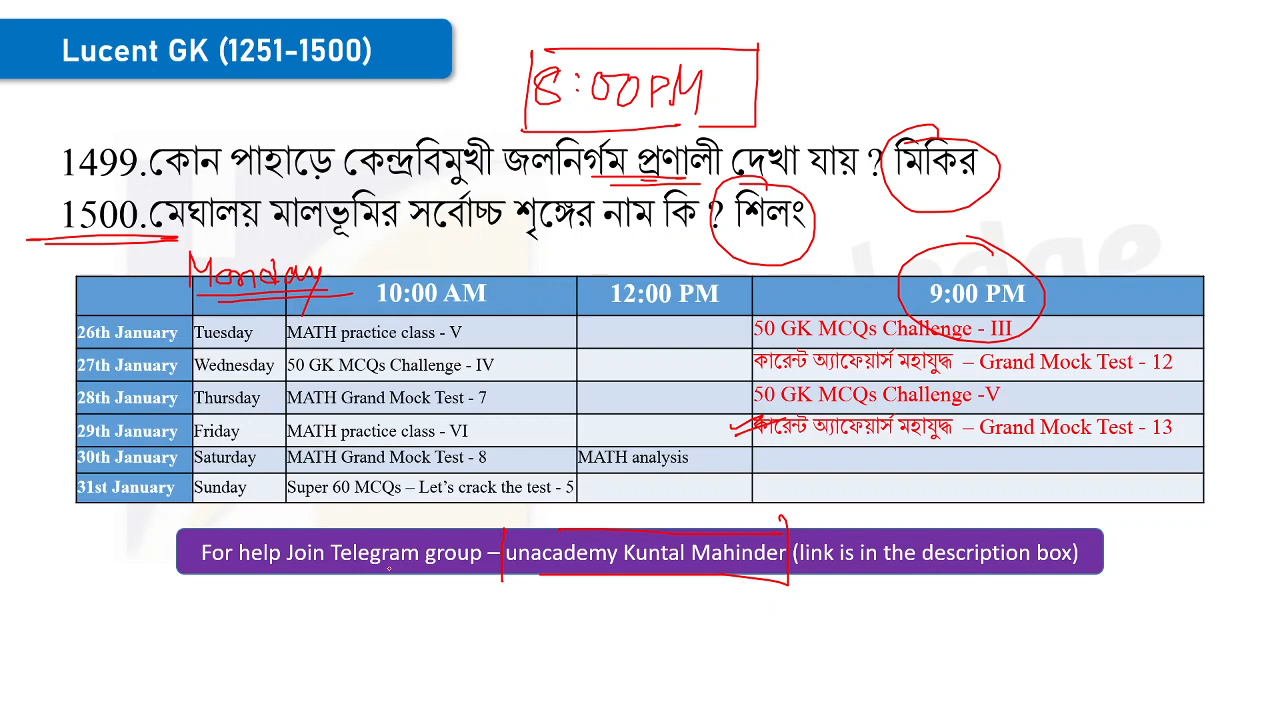 Lucent GK (1251-1500)
8:00 PM
1499.কোন পাহাড়ে কেন্দ্রবিমুখী জলনির্গম প্রণালী দেখা যায় ? মিকির
1500.মেঘালয় মালভূমির সর্বোচ্চ শৃঙ্গের নাম কি ? শিলং
Monday
10:00 AM 12:00 PM 9:00 PM
26th January Tuesday MATH practice class - V 50 GK MCQs Challenge - III
27th January Wednesday 50 GK MCQs Challenge - IV কারেন্ট অ্যাফেয়ার্স মহাযুদ্ধ – Grand Mock Test - 12
28th January Thursday MATH Grand Mock Test - 7 50 GK MCQs Challenge -V
29th January Friday MATH practice class - VI কারেন্ট অ্যাফেয়ার্স মহাযুদ্ধ – Grand Mock Test - 13
30th January Saturday MATH Grand Mock Test - 8 MATH analysis
31st January Sunday Super 60 MCQs – Let’s crack the test - 5
For help Join Telegram group – unacademy Kuntal Mahinder (link is in the description box)